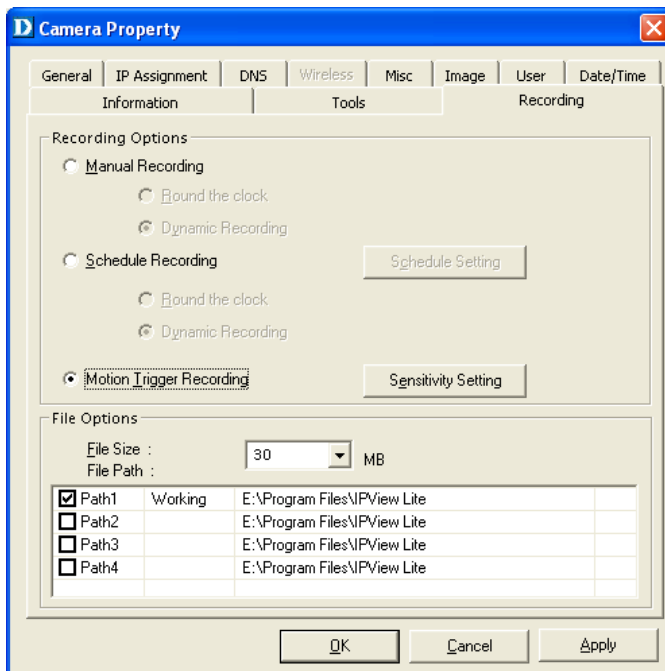 D Camera Property
General IP Assignment DNS Wireless Misc Image User Date/Time
Information Tools Recording
Recording Options
Manual Recording
Round the clock
Dynamic Recording
Schedule Recording Schedule Setting
Round the clock
Dynamic Recording
Motion Trigger Recording Sensitivity Setting
File Options
File Size : 30 MB
File Path :
Path1 Working E:\Program Files\IPView Lite
Path2 E:\Program Files\IPView Lite
Path3 E:\Program Files\IPView Lite
Path4 E:\Program Files\IPView Lite
OK Cancel Apply